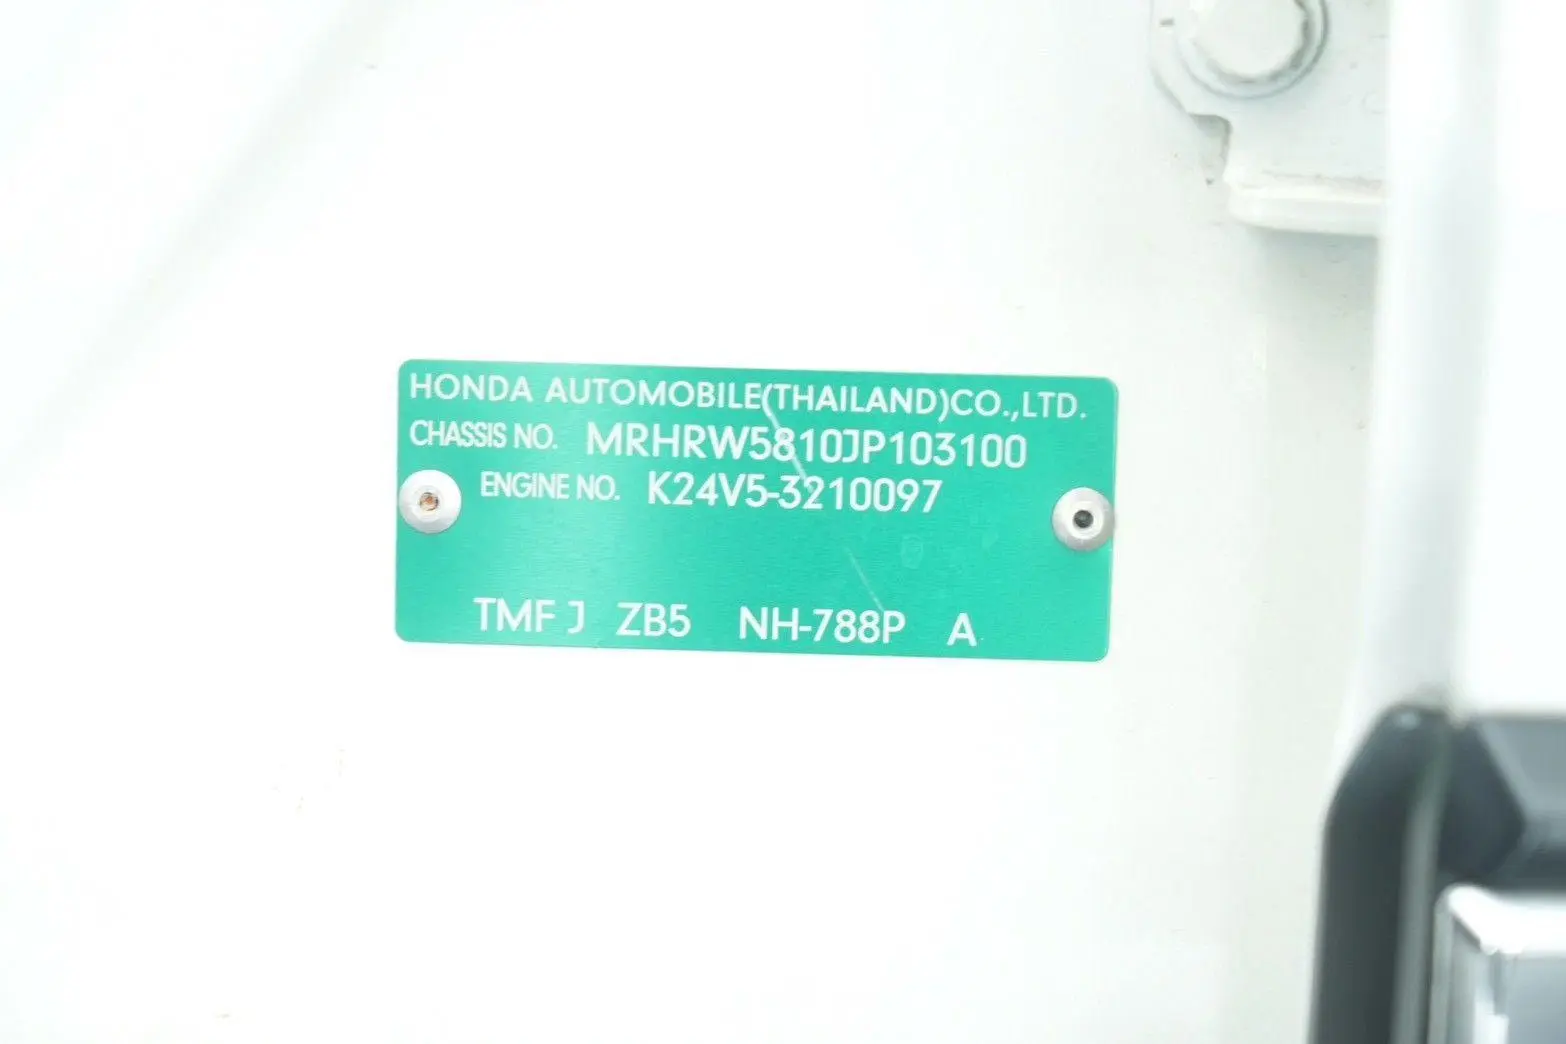 HONDA AUTOMOBILE(THAILAND)CO.,LTD.
CHASSIS NO. MRHRW5810JP103100
ENGINE NO. K24V5-3210097
TMF J ZB5 NH-788P A